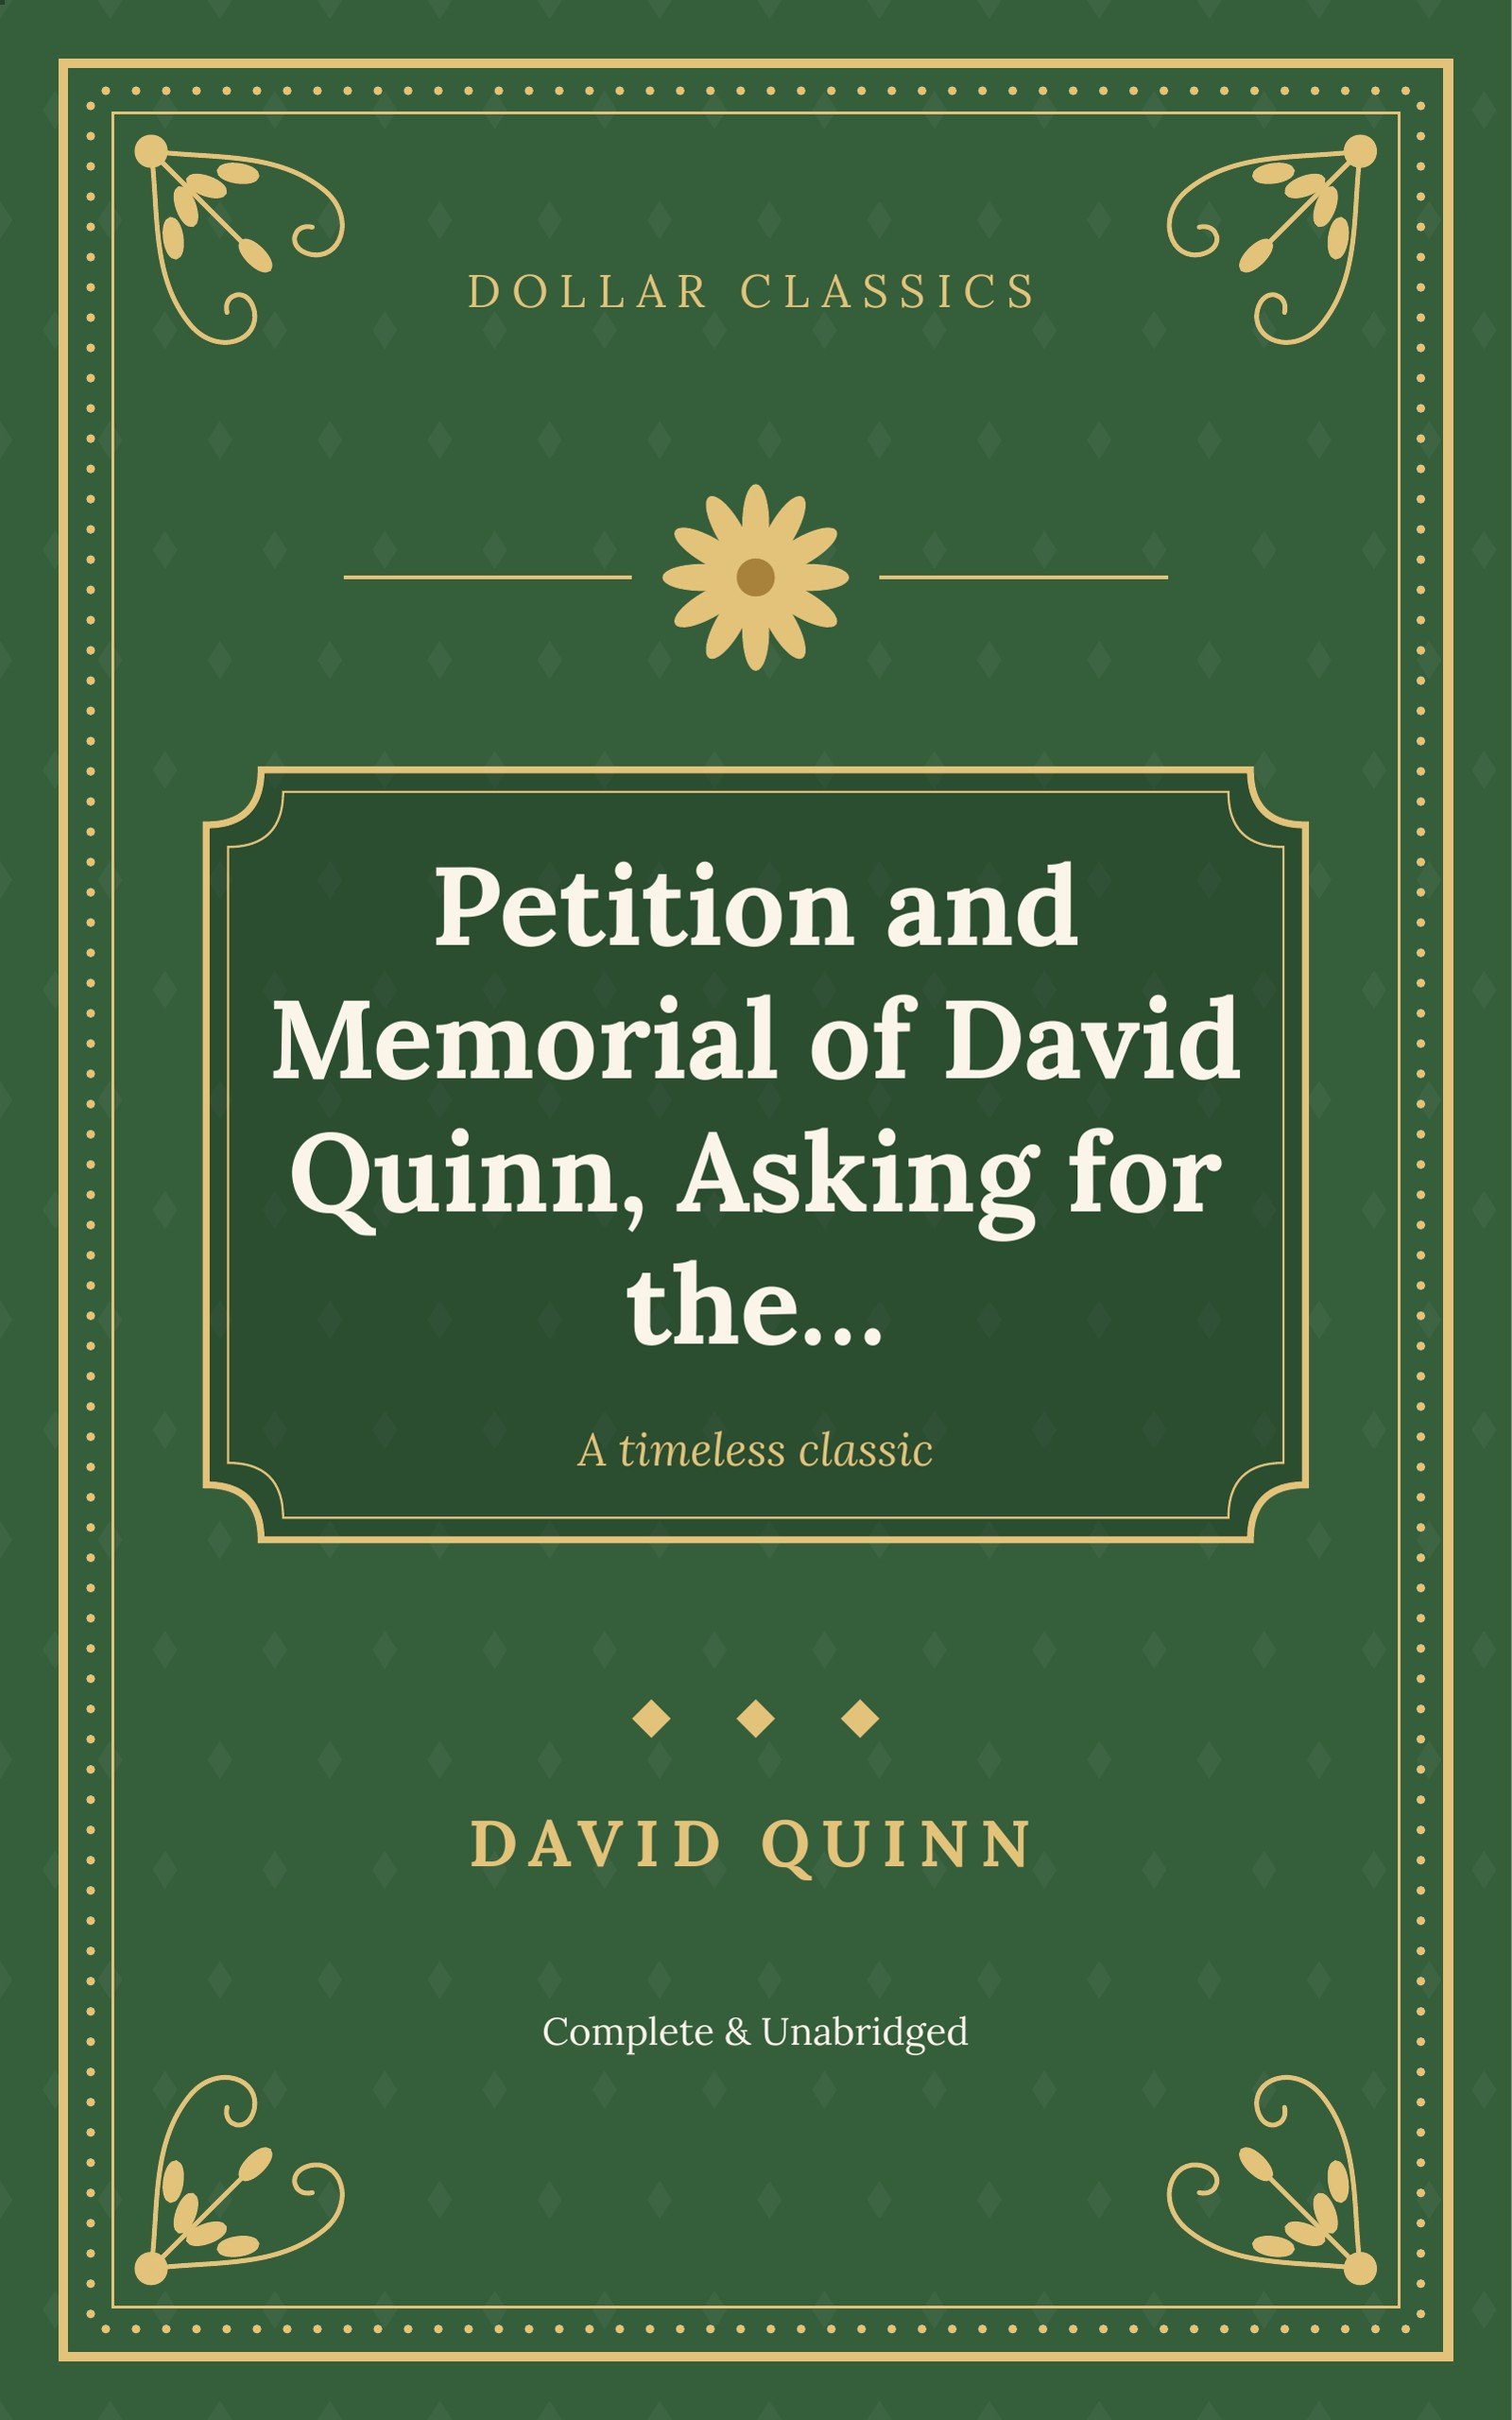 DOLLAR CLASSICS
Petition and
Memorial of David
Quinn, Asking for
the...
A timeless classic
DAVID QUINN
Complete & Unabridged